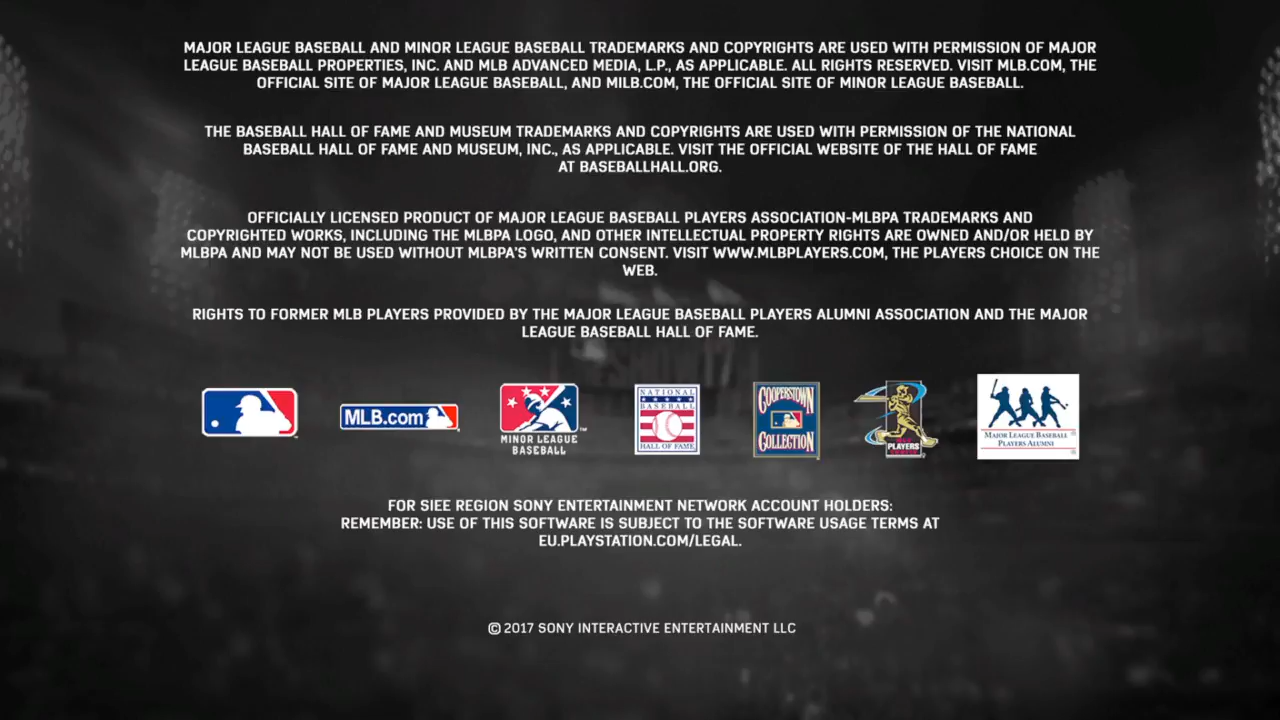 MAJOR LEAGUE BASEBALL AND MINOR LEAGUE BASEBALL TRADEMARKS AND COPYRIGHTS ARE USED WITH PERMISSION OF MAJOR
LEAGUE BASEBALL PROPERTIES, INC. AND MLB ADVANCED MEDIA, L.P., AS APPLICABLE. ALL RIGHTS RESERVED. VISIT MLB.COM, THE
OFFICIAL SITE OF MAJOR LEAGUE BASEBALL, AND MILB.COM, THE OFFICIAL SITE OF MINOR LEAGUE BASEBALL.
THE BASEBALL HALL OF FAME AND MUSEUM TRADEMARKS AND COPYRIGHTS ARE USED WITH PERMISSION OF THE NATIONAL
BASEBALL HALL OF FAME AND MUSEUM, INC., AS APPLICABLE. VISIT THE OFFICIAL WEBSITE OF THE HALL OF FAME
AT BASEBALLHALL.ORG.
OFFICIALLY LICENSED PRODUCT OF MAJOR LEAGUE BASEBALL PLAYERS ASSOCIATION-MLBPA TRADEMARKS AND
COPYRIGHTED WORKS, INCLUDING THE MLBPA LOGO, AND OTHER INTELLECTUAL PROPERTY RIGHTS ARE OWNED AND/OR HELD BY
MLBPA AND MAY NOT BE USED WITHOUT MLBPA'S WRITTEN CONSENT. VISIT WWW.MLBPLAYERS.COM, THE PLAYERS CHOICE ON THE
WEB.
RIGHTS TO FORMER MLB PLAYERS PROVIDED BY THE MAJOR LEAGUE BASEBALL PLAYERS ALUMNI ASSOCIATION AND THE MAJOR
LEAGUE BASEBALL HALL OF FAME.
MLB.com
MINOR LEAGUE
BASEBALL
NATIONAL
BASEBALL
HALL OF FAME
COOPERSTOWN
COLLECTION
PLAYERS
MAJOR LEAGUE BASEBALL
PLAYERS ALUMNI
FOR SIEE REGION SONY ENTERTAINMENT NETWORK ACCOUNT HOLDERS:
REMEMBER: USE OF THIS SOFTWARE IS SUBJECT TO THE SOFTWARE USAGE TERMS AT
EU.PLAYSTATION.COM/LEGAL.
© 2017 SONY INTERACTIVE ENTERTAINMENT LLC